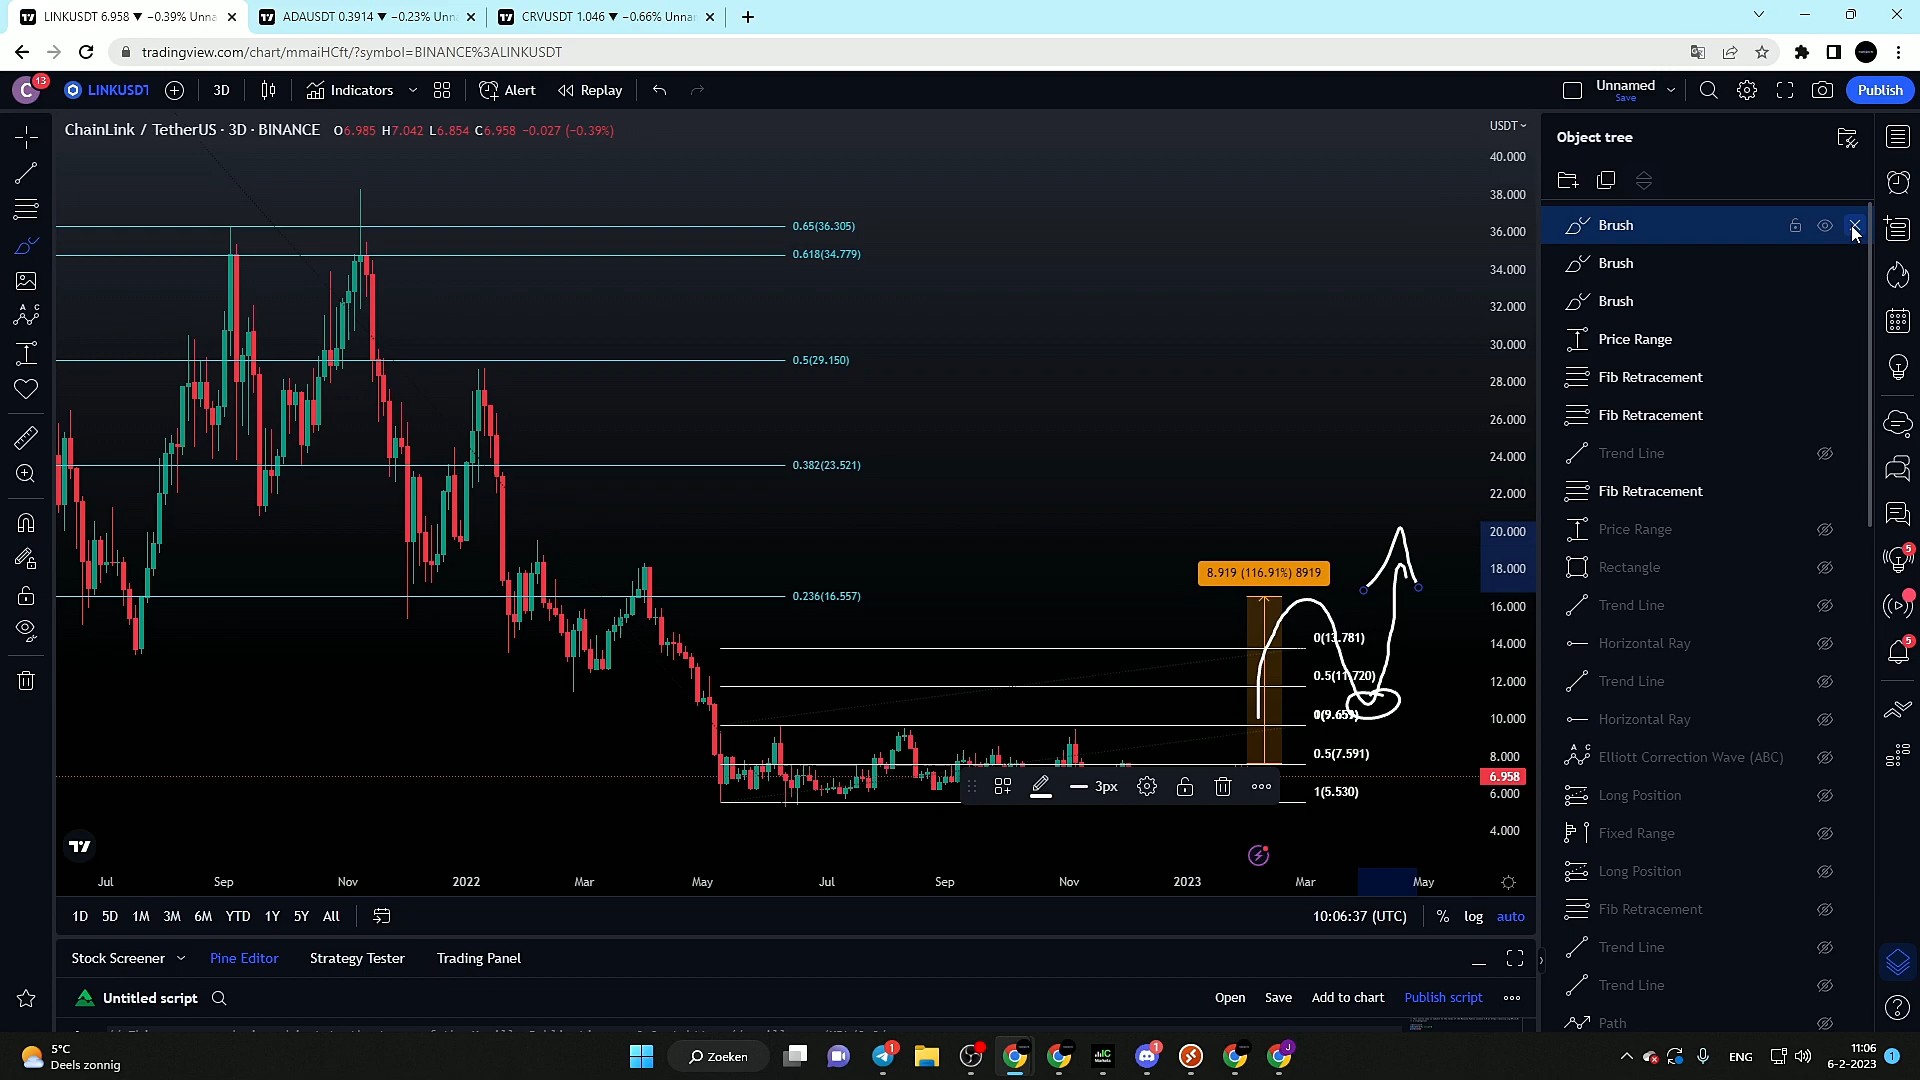 LINKUSDT 6.958 ▼ −0.39% Unna
ADAUSDT 0.3914 ▼ −0.23% Unn
CRVUSDT 1.046 ▼ −0.66% Unnar
tradingview.com/chart/mmaiHCft/?symbol=BINANCE%3ALINKUSDT
C 13
LINKUSDT
3D
Indicators
Alert
Replay
Unnamed
Save
Publish
ChainLink / TetherUS · 3D · BINANCE O6.985 H7.042 L6.854 C6.958 −0.027 (−0.39%)
USDT
40.000
38.000
36.000
34.000
32.000
30.000
28.000
26.000
24.000
22.000
20.000
18.000
16.000
14.000
12.000
10.000
8.000
6.958
6.000
4.000
0.65(36.305)
0.618(34.779)
0.5(29.150)
0.382(23.521)
0.236(16.557)
8.919 (116.91%) 8919
0(13.781)
0.5(11.720)
0.5(7.591)
1(5.530)
3px
Jul Sep Nov 2022 Mar May Jul Sep Nov 2023 Mar May
1D 5D 1M 3M 6M YTD 1Y 5Y All
10:06:37 (UTC) % log auto
Stock Screener Pine Editor Strategy Tester Trading Panel
Untitled script
Open Save Add to chart Publish script
Object tree
Brush
Brush
Brush
Price Range
Fib Retracement
Fib Retracement
Trend Line
Fib Retracement
Price Range
Rectangle
Trend Line
Horizontal Ray
Trend Line
Horizontal Ray
Elliott Correction Wave (ABC)
Long Position
Fixed Range
Long Position
Fib Retracement
Trend Line
Trend Line
Path
5
5
5°C
Deels zonnig
Zoeken
1
1
J
ENG
11:06
6-2-2023
1